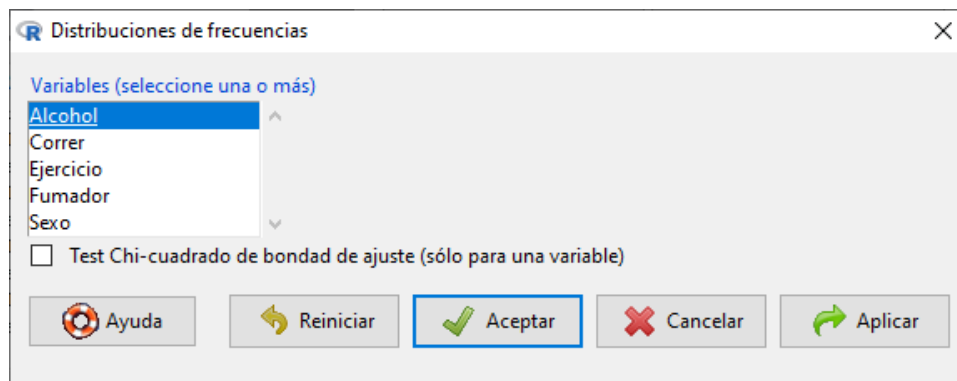 Distribuciones de frecuencias
Variables (seleccione una o más)
Alcohol
Correr
Ejercicio
Fumador
Sexo
Test Chi-cuadrado de bondad de ajuste (sólo para una variable)
Ayuda Reiniciar Aceptar Cancelar Aplicar